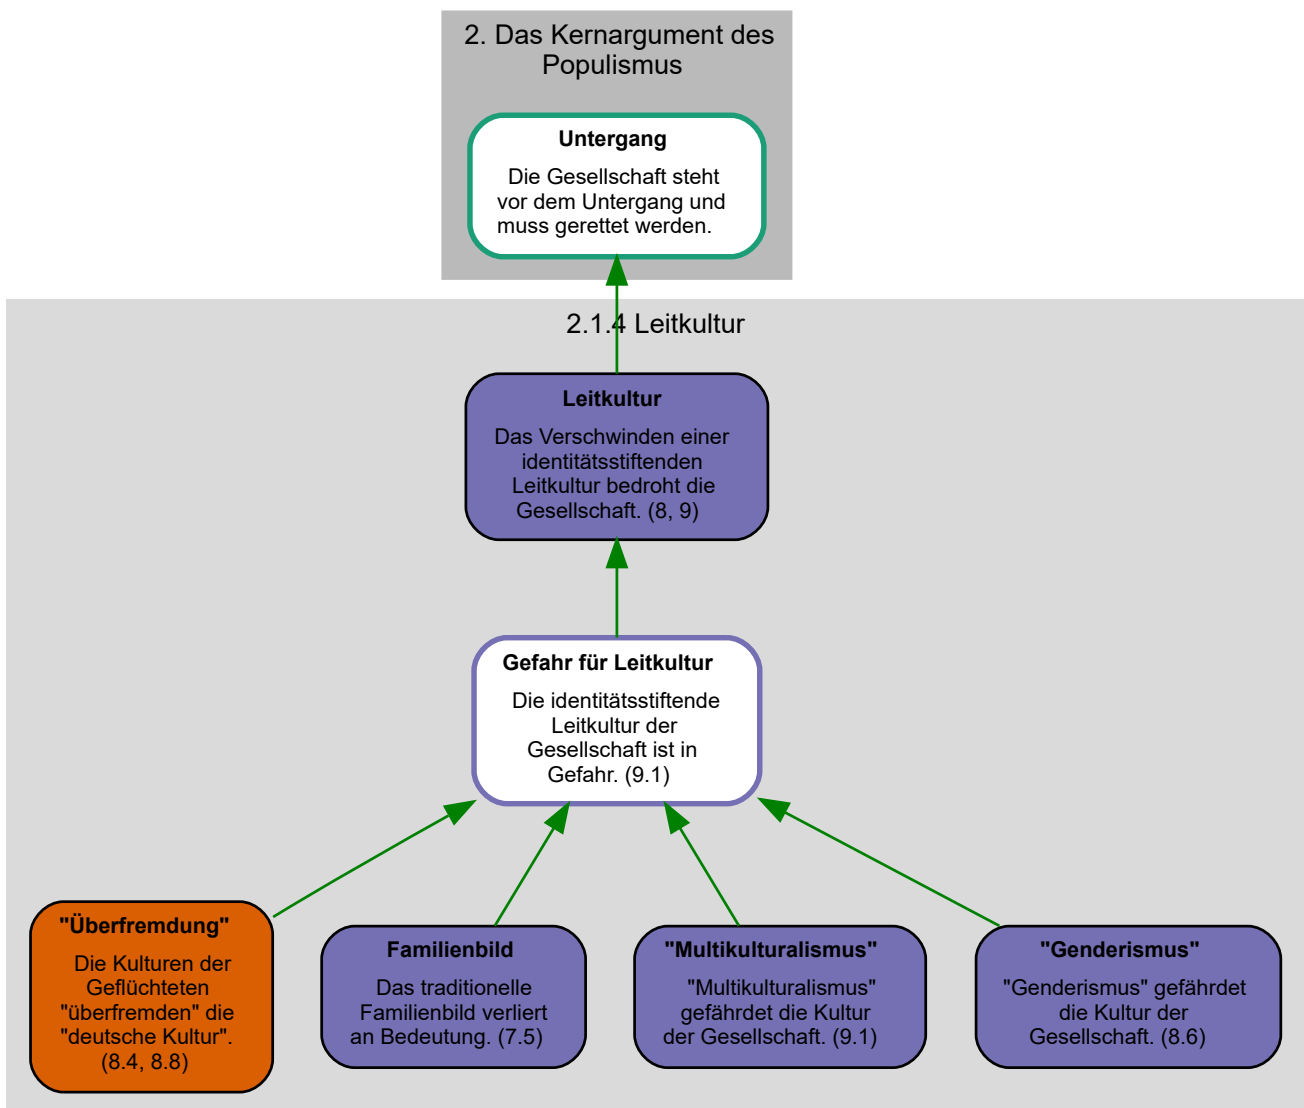 2. Das Kernargument des
Populismus
Untergang
Die Gesellschaft steht
vor dem Untergang und
muss gerettet werden.
2.1.4 Leitkultur
Leitkultur
Das Verschwinden einer
identitätsstiftenden
Leitkultur bedroht die
Gesellschaft. (8, 9)
Gefahr für Leitkultur
Die identitätsstiftende
Leitkultur der
Gesellschaft ist in
Gefahr. (9.1)
"Überfremdung"
Die Kulturen der
Geflüchteten
"überfremden" die
"deutsche Kultur".
(8.4, 8.8)
Familienbild
Das traditionelle
Familienbild verliert
an Bedeutung. (7.5)
"Multikulturalismus"
"Multikulturalismus"
gefährdet die Kultur
der Gesellschaft. (9.1)
"Genderismus"
"Genderismus" gefährdet
die Kultur der
Gesellschaft. (8.6)